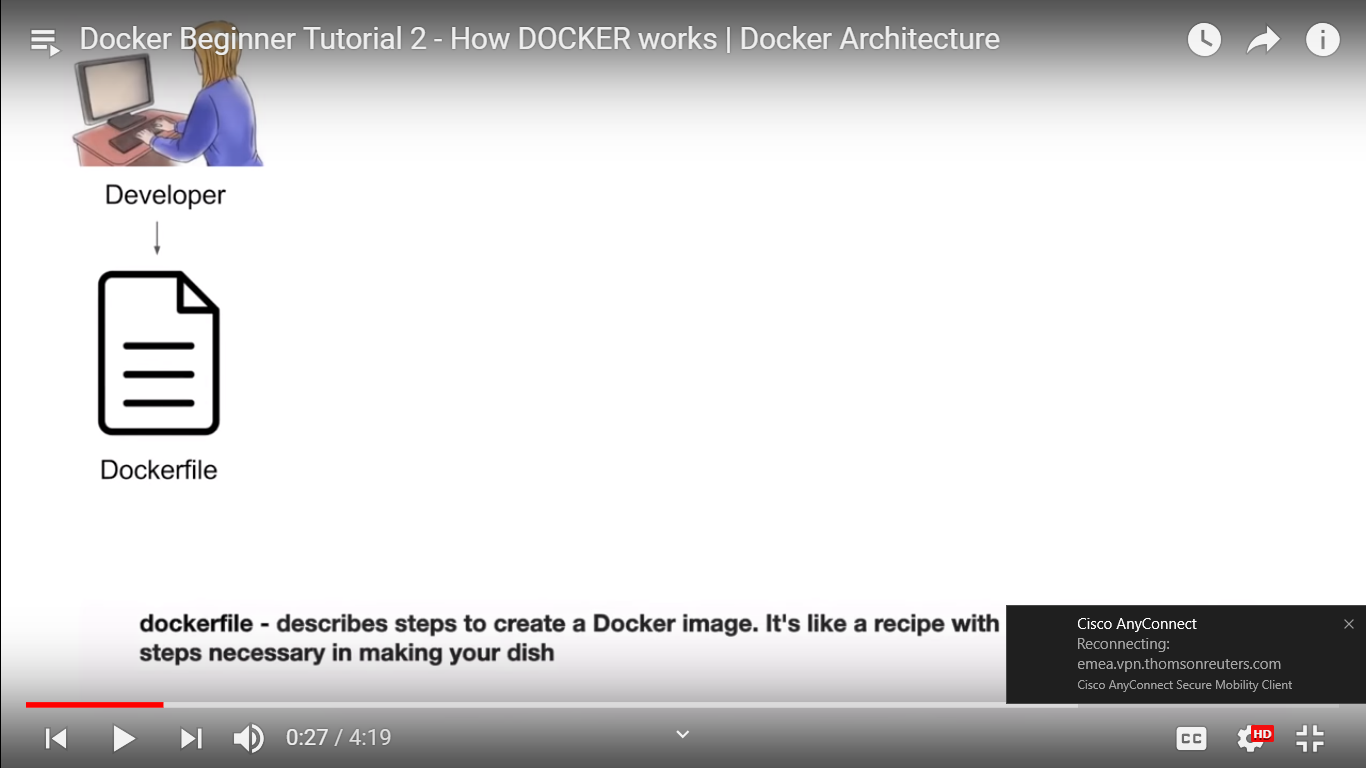 Docker Beginner Tutorial 2 - How DOCKER works | Docker Architecture
Developer
Dockerfile
dockerfile - describes steps to create a Docker image. It's like a recipe with
steps necessary in making your dish
Cisco AnyConnect
Reconnecting:
emea.vpn.thomsonreuters.com
Cisco AnyConnect Secure Mobility Client
0:27 / 4:19
CC
HD